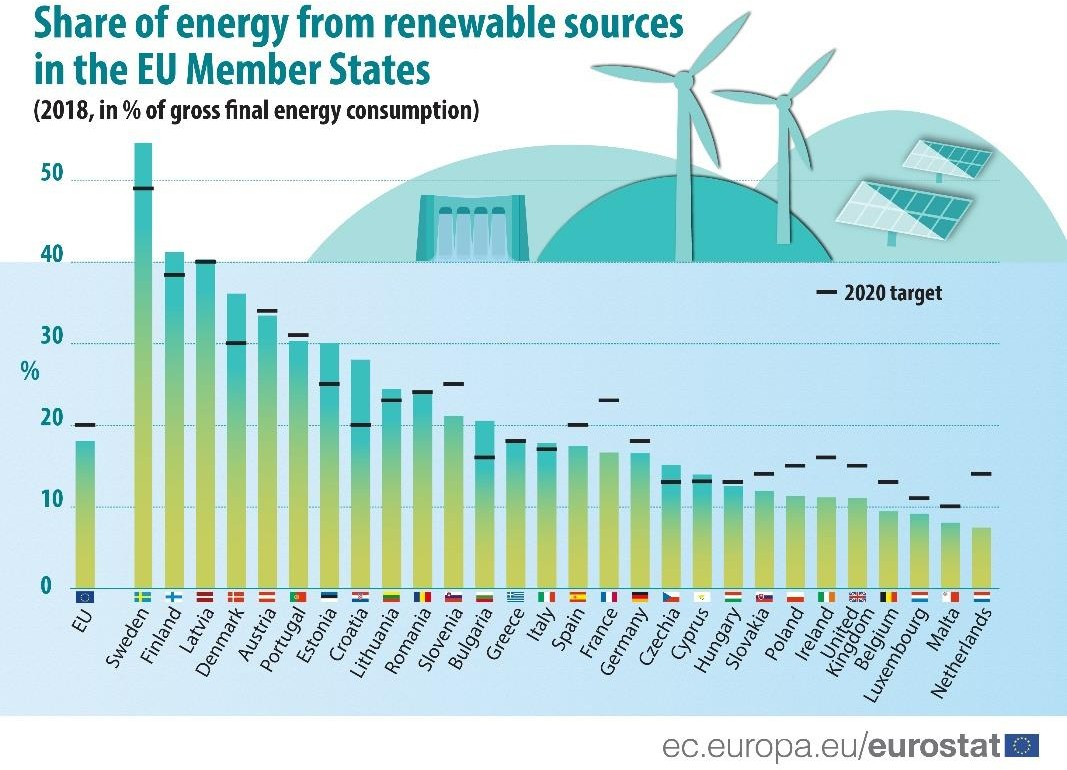 Share of energy from renewable sources
in the EU Member States
(2018, in % of gross final energy consumption)
50
40
30
20
10
0
%
2020 target
EU
Sweden
Finland
Latvia
Denmark
Austria
Portugal
Estonia
Croatia
Lithuania
Romania
Slovenia
Bulgaria
Greece
Italy
Spain
France
Germany
Czechia
Cyprus
Hungary
Slovakia
Poland
Ireland
United
Kingdom
Belgium
Luxembourg
Malta
Netherlands
ec.europa.eu/eurostat